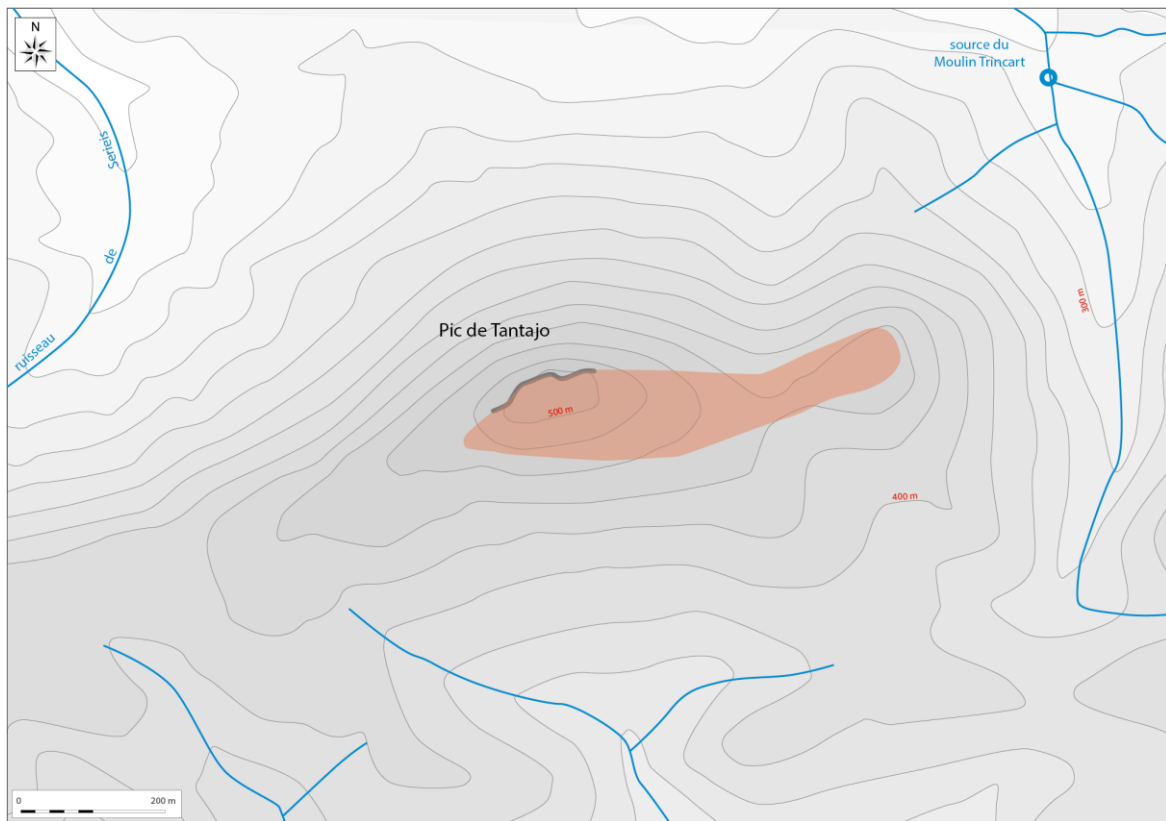 N
source du
Moulin Trincart
ruisseau de Serieis
Pic de Tantajo
300 m
500 m
400 m
0 200 m